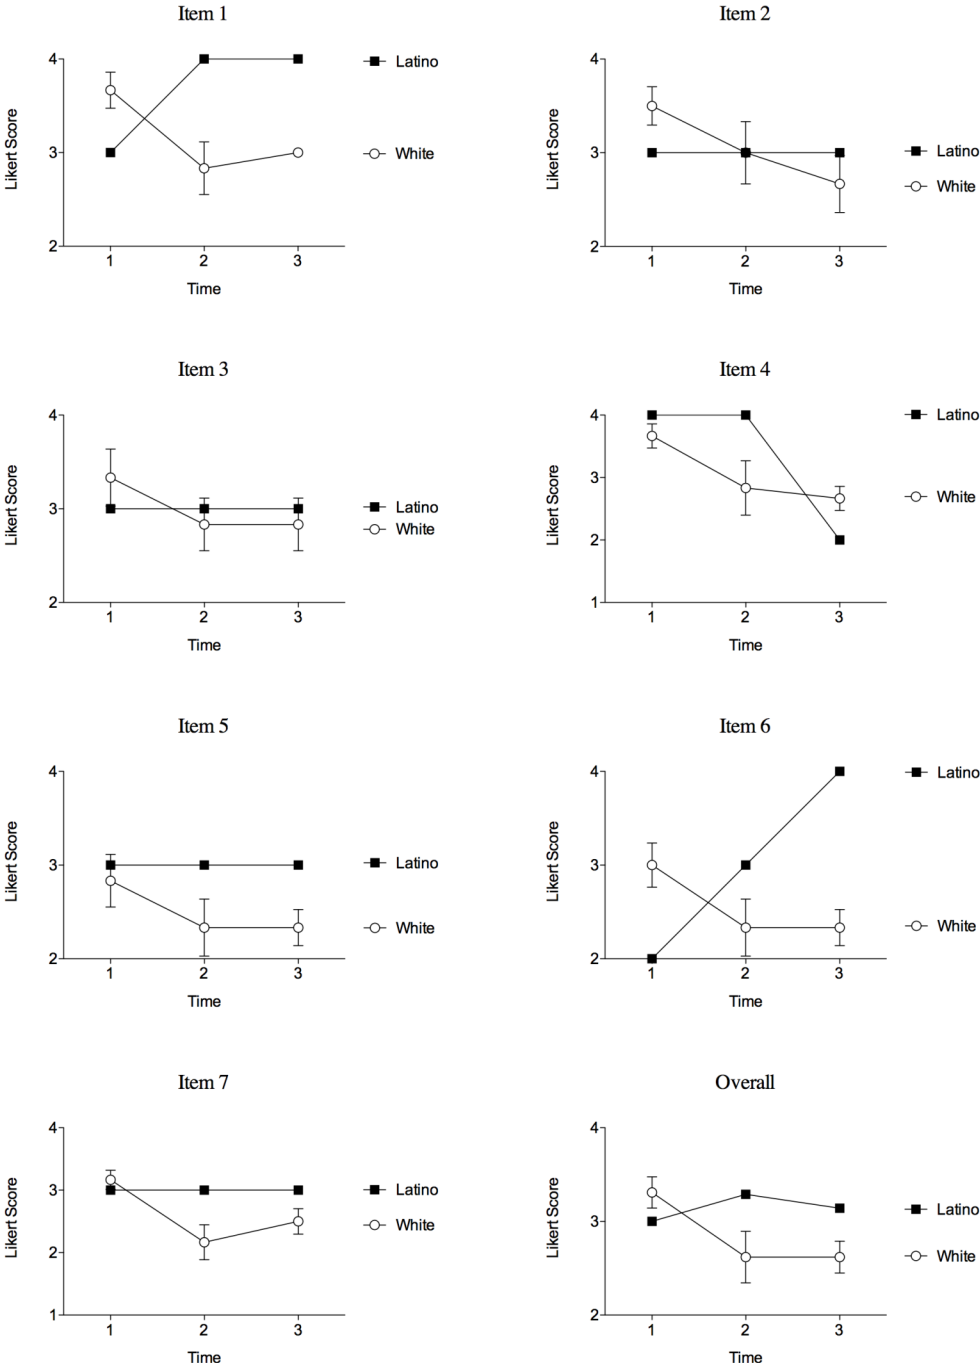 Item 1
4
3
2
Likert Score
1 2 3
Time
Latino
White
Item 2
4
3
2
Likert Score
1 2 3
Time
Latino
White
Item 3
4
3
2
Likert Score
1 2 3
Time
Latino
White
Item 4
4
3
2
1
Likert Score
1 2 3
Time
Latino
White
Item 5
4
3
2
Likert Score
1 2 3
Time
Latino
White
Item 6
4
3
2
Likert Score
1 2 3
Time
Latino
White
Item 7
4
3
2
1
Likert Score
1 2 3
Time
Latino
White
Overall
4
3
2
Likert Score
1 2 3
Time
Latino
White